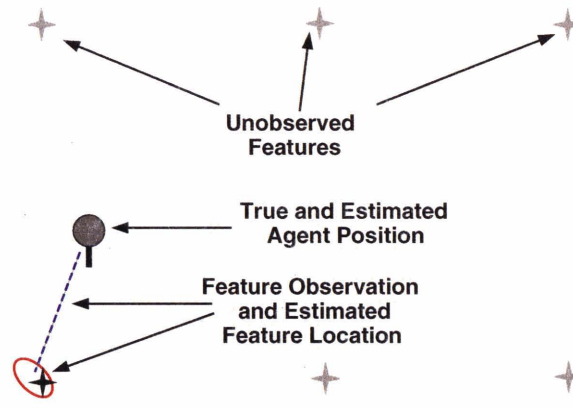 Unobserved
Features
True and Estimated
Agent Position
Feature Observation
and Estimated
Feature Location